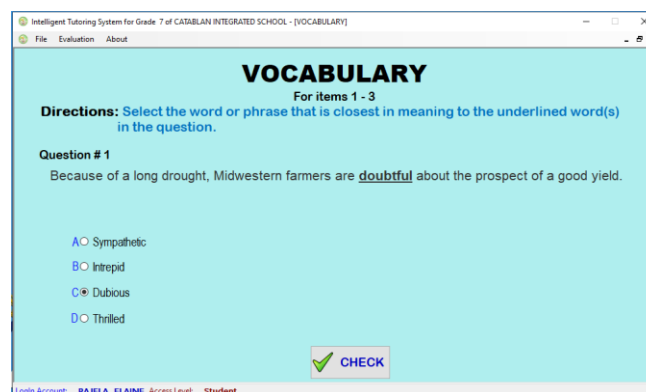 Intelligent Tutoring System for Grade 7 of CATABLAN INTEGRATED SCHOOL - [VOCABULARY]
File Evaluation About
VOCABULARY
For items 1 - 3
Directions: Select the word or phrase that is closest in meaning to the underlined word(s)
in the question.
Question # 1
Because of a long drought, Midwestern farmers are doubtful about the prospect of a good yield.
A Sympathetic
B Intrepid
C Dubious
D Thrilled
CHECK
Login Account: RAJELA, ELAINE Access Level: Student